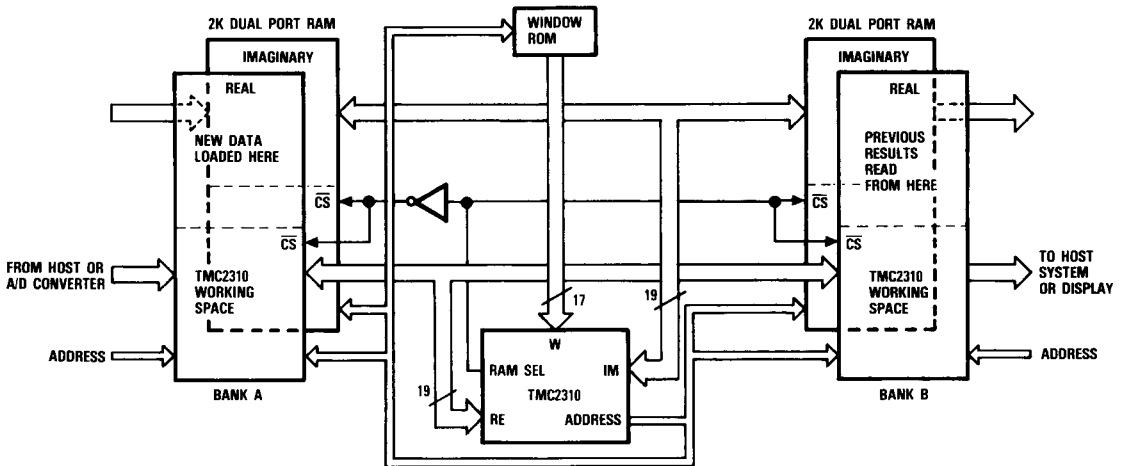 2K DUAL PORT RAM
IMAGINARY
REAL
NEW DATA
LOADED HERE
CS
CS
TMC2310
WORKING
SPACE
FROM HOST OR
A/D CONVERTER
ADDRESS
BANK A
WINDOW
ROM
17
19
19
W
RAM SEL
IM
TMC2310
RE
ADDRESS
2K DUAL PORT RAM
IMAGINARY
REAL
PREVIOUS
RESULTS
READ
FROM HERE
CS
CS
TMC2310
WORKING
SPACE
TO HOST
SYSTEM
OR DISPLAY
ADDRESS
BANK B